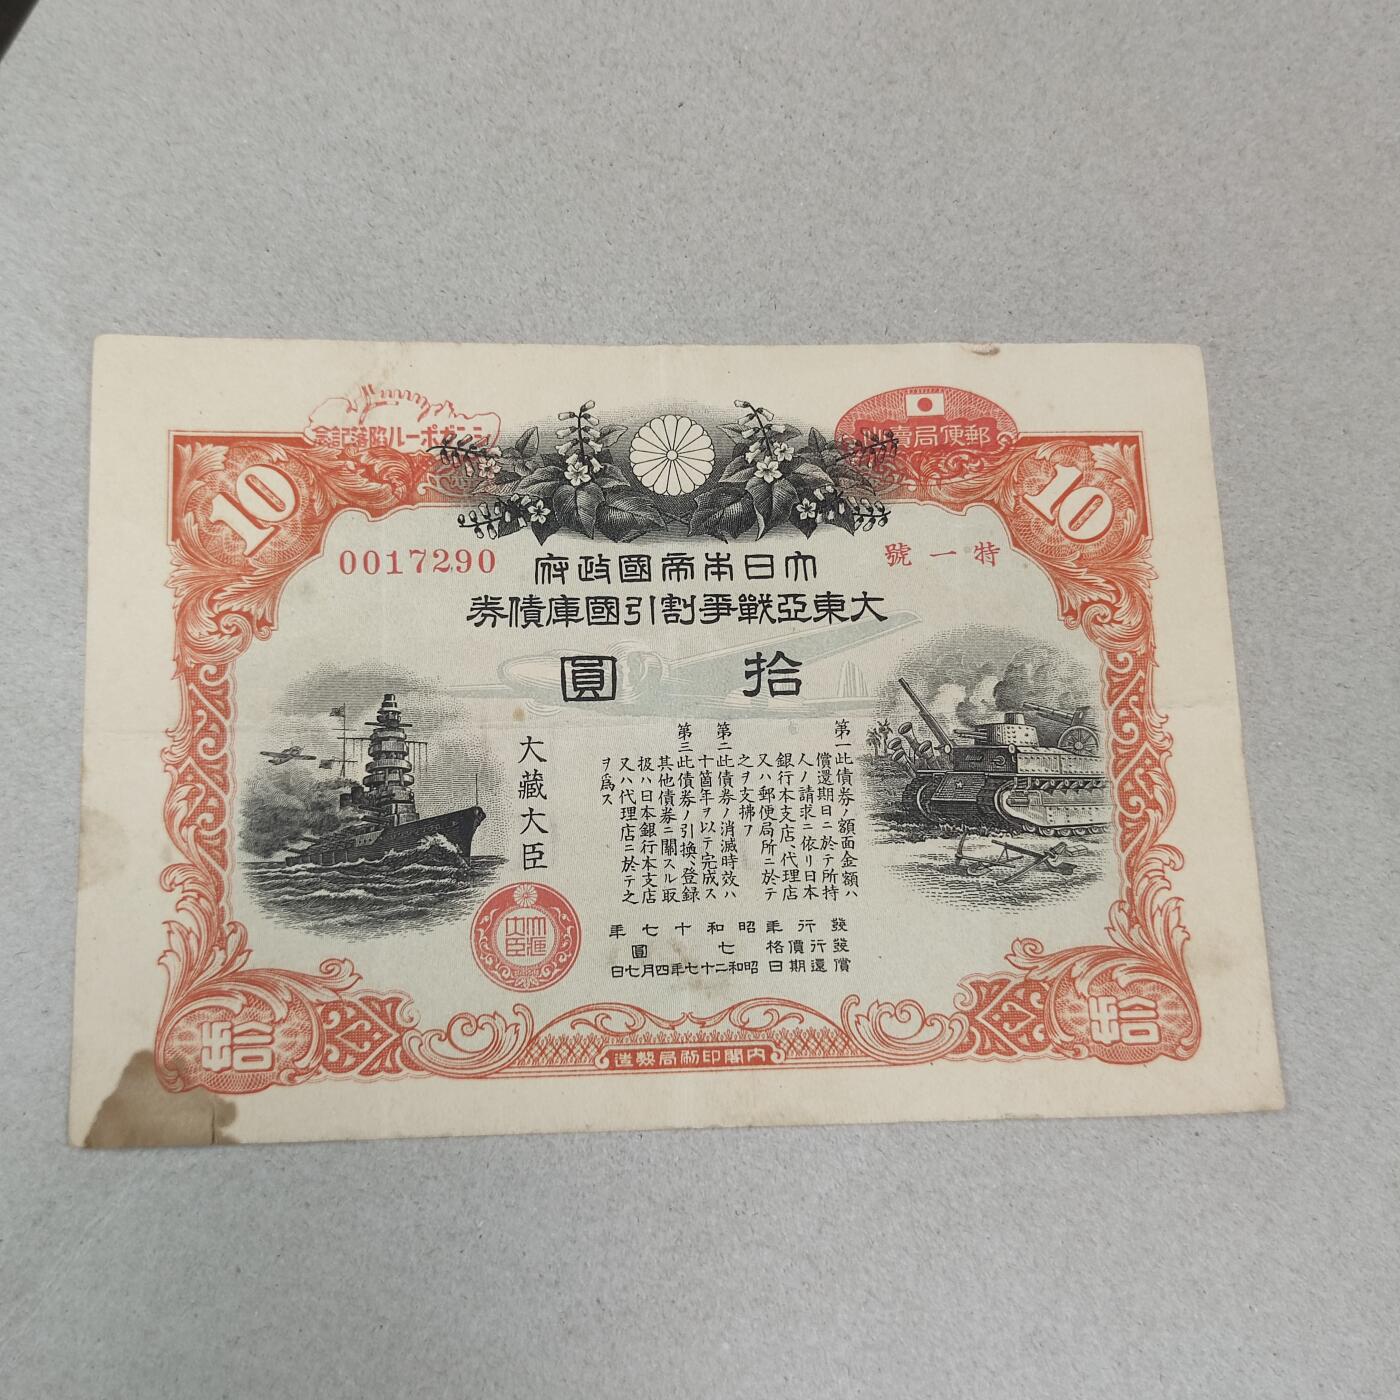 シンガポール陷落記念
郵便局賣出
10
10
0017290
特一號
大日本帝國政府
大東亞戰爭割引國庫債券
拾圓
第一此債券ノ額面金額ハ
償還期日ニ於テ所持
人ノ請求ニ依リ日本
銀行本支店、代理店
又ハ郵便局所ニ於テ
之ヲ支拂フ
第二此債券ノ消滅時效ハ
十箇年ヲ以テ完成ス
第三此債券ノ引換、登録
其他債券ニ關スル取
扱ハ日本銀行本支店
又ハ代理店ニ於テ之
ヲ爲ス
大藏大臣
大藏大臣
發行年 昭和十七年
發行價格 七圓
償還期日 昭和二十七年四月七日
拾
拾
内閣印刷局製造